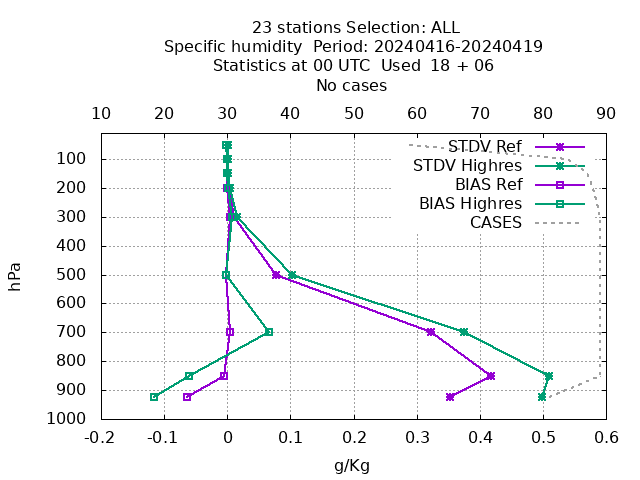 23 stations Selection: ALL
Specific humidity  Period: 20240416-20240419
Statistics at 00 UTC  Used  18 + 06
No cases
10 20 30 40 50 60 70 80 90
STDV Ref
STDV Highres
BIAS Ref
BIAS Highres
CASES
100
200
300
400
500
600
700
800
900
1000
hPa
-0.2 -0.1 0 0.1 0.2 0.3 0.4 0.5 0.6
g/Kg